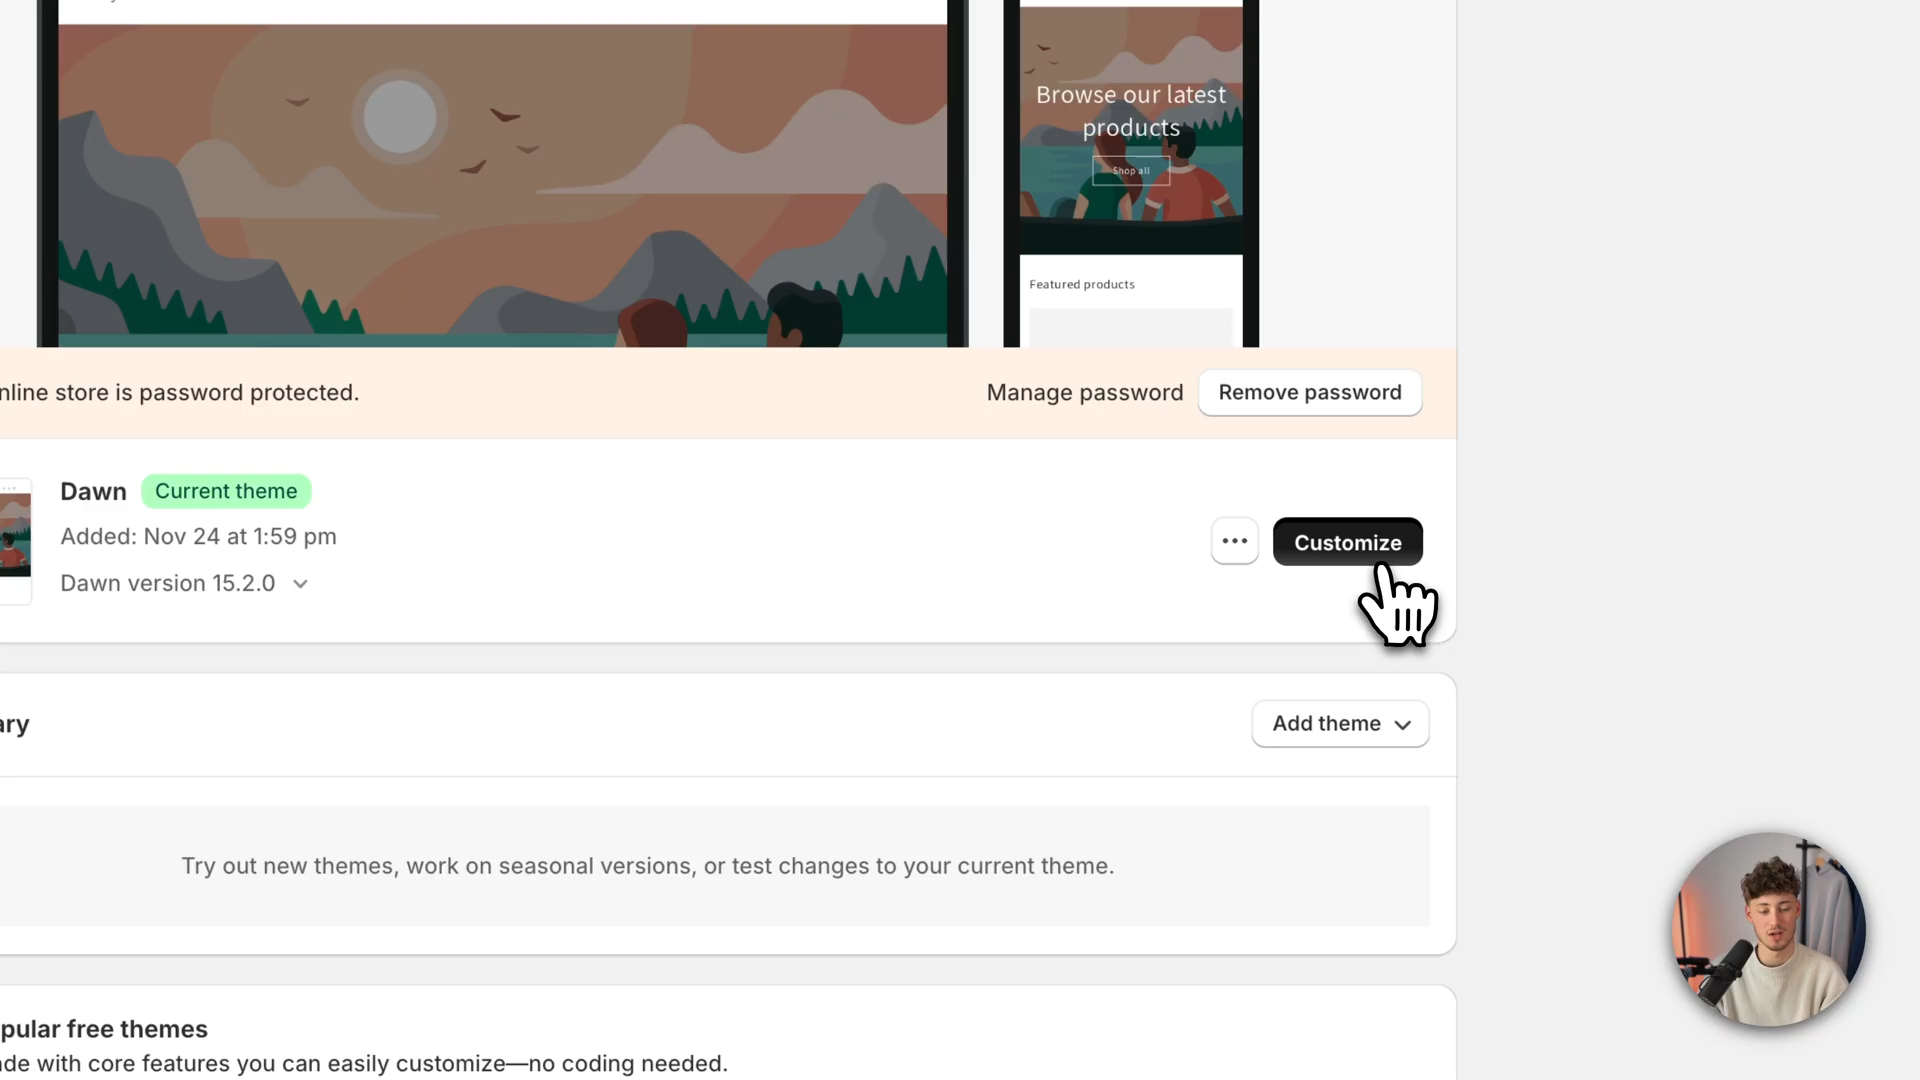 Browse our latest
products
Shop all
Featured products
nline store is password protected.
Manage password
Remove password
Dawn
Current theme
Added: Nov 24 at 1:59 pm
Dawn version 15.2.0
Customize
ary
Add theme
Try out new themes, work on seasonal versions, or test changes to your current theme.
pular free themes
ade with core features you can easily customize—no coding needed.